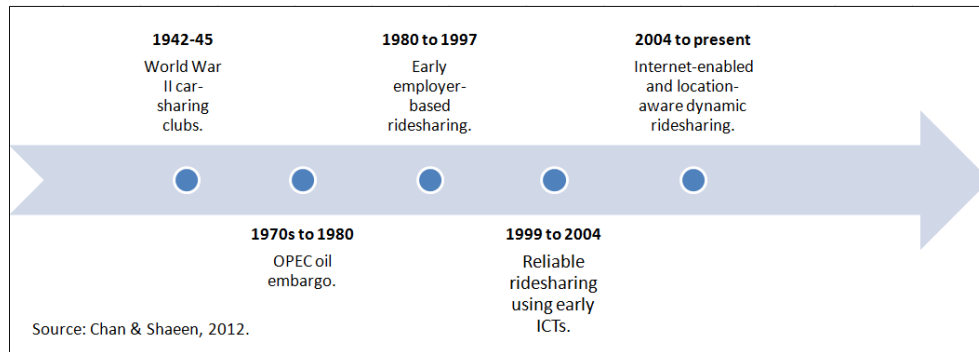 1942-45
World War
II car-
sharing
clubs.
1980 to 1997
Early
employer-
based
ridesharing.
2004 to present
Internet-enabled
and location-
aware dynamic
ridesharing.
1970s to 1980
OPEC oil
embargo.
1999 to 2004
Reliable
ridesharing
using early
ICTs.
Source: Chan & Shaeen, 2012.